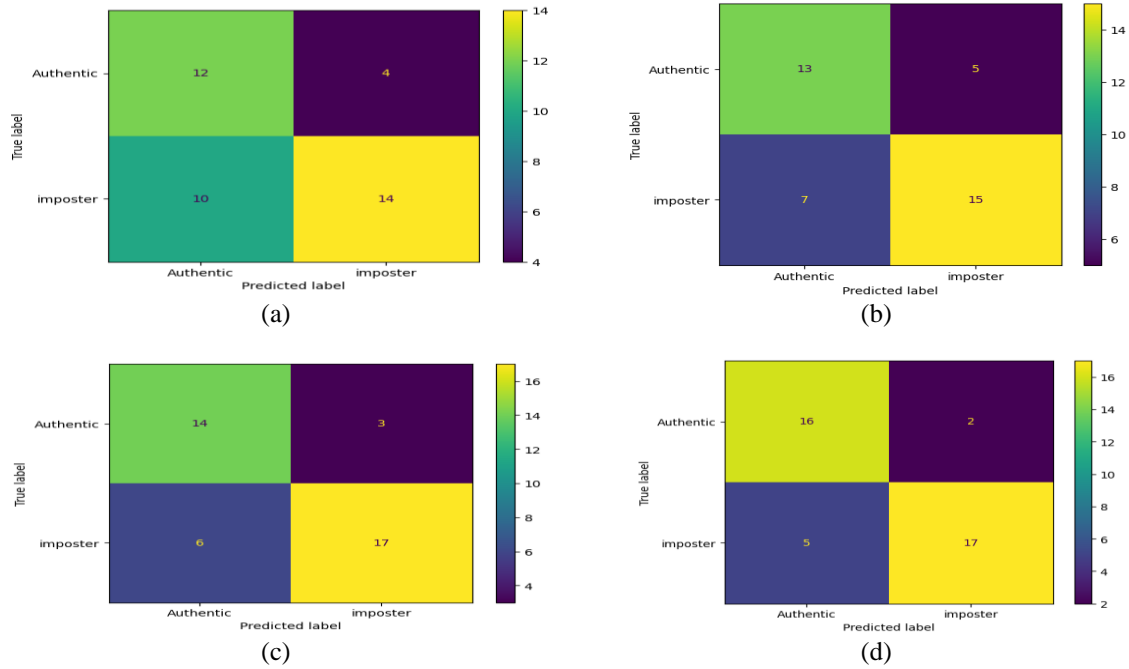 14
Authentic 12 4
12
10
True label
8
imposter 10 14
6
4
Authentic imposter
Predicted label
(a)
14
Authentic 13 5
12
10
True label
imposter 7 15
8
6
Authentic imposter
Predicted label
(b)
16
Authentic 14 3
14
12
10
True label
8
imposter 6 17
6
4
Authentic imposter
Predicted label
(c)
16
Authentic 16 2
14
12
10
True label
8
imposter 5 17
6
4
2
Authentic imposter
Predicted label
(d)